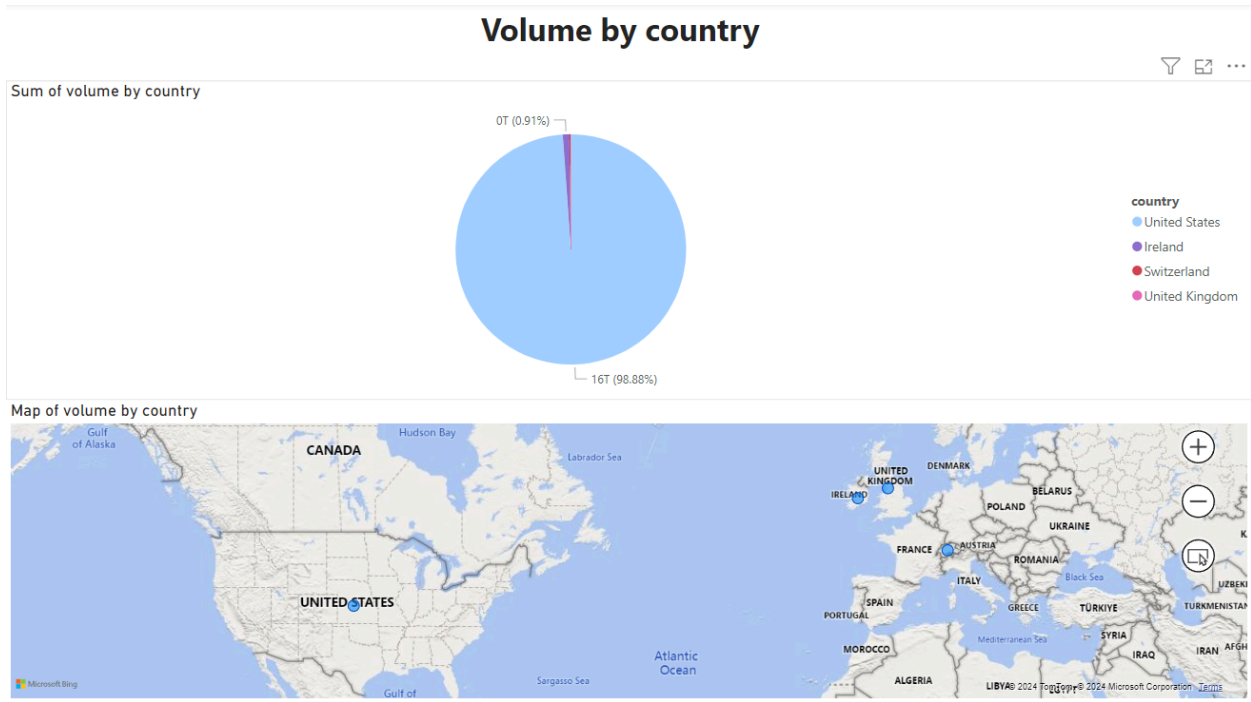 Volume by country
Sum of volume by country
0T (0.91%)
16T (98.88%)
country
United States
Ireland
Switzerland
United Kingdom
Map of volume by country
Gulf
of Alaska
CANADA
Hudson Bay
Labrador Sea
UNITED
KINGDOM
DENMARK
IRELAND
BELARUS
POLAND
UKRAINE
K
FRANCE
AUSTRIA
ROMANIA
ITALY
Black Sea
UZBEKI
UNITED STATES
SPAIN
PORTUGAL
GREECE
TÜRKIYE
TURKMENISTAN
Mediterranean Sea
SYRIA
MOROCCO
IRAQ
IRAN
AFGH
Atlantic
Ocean
ALGERIA
LIBYA
EGYPT
Microsoft Bing
Gulf of
Sargasso Sea
© 2024 TomTom, © 2024 Microsoft Corporation
Terms